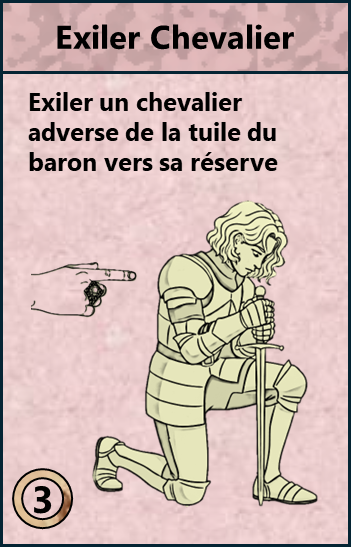 Exiler Chevalier
Exiler un chevalier
adverse de la tuile du
baron vers sa réserve
3